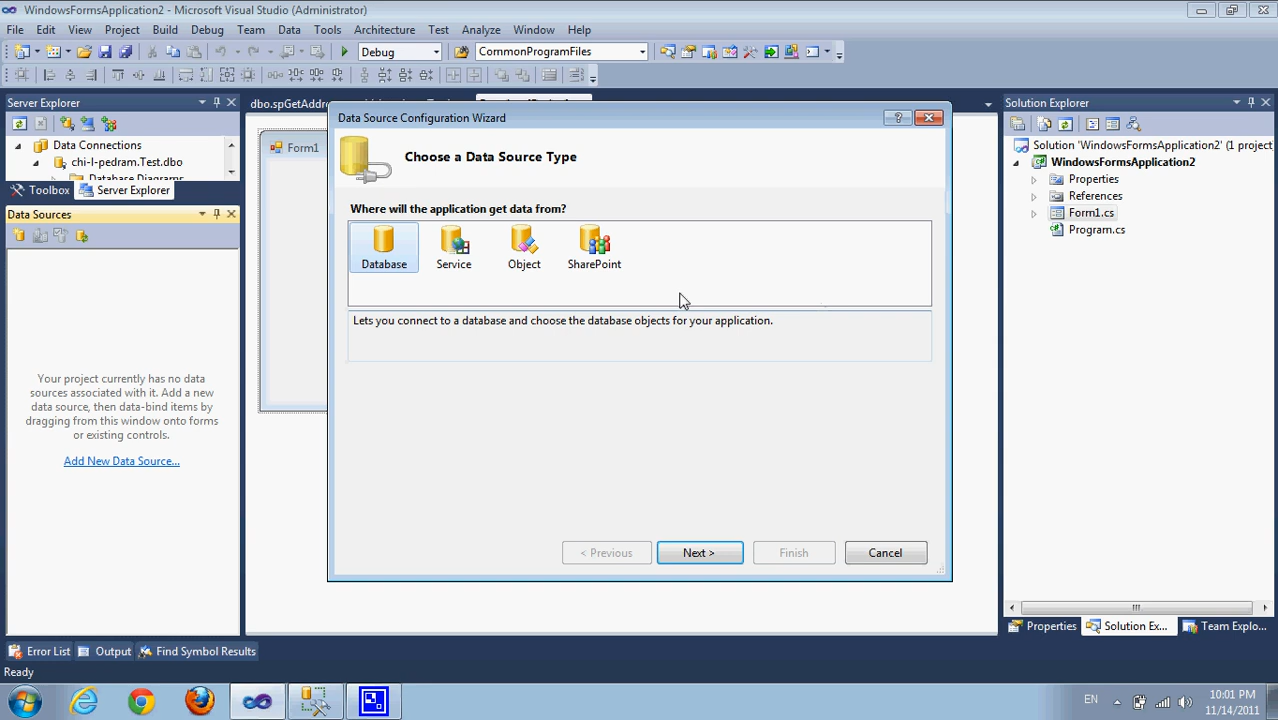 WindowsFormsApplication2 - Microsoft Visual Studio (Administrator)
File Edit View Project Build Debug Team Data Tools Architecture Test Analyze Window Help
Debug CommonProgramFiles
Server Explorer
Data Connections
chi-l-pedram.Test.dbo
Database Diagrams
Toolbox Server Explorer
Data Sources
Your project currently has no data
sources associated with it. Add a new
data source, then data-bind items by
dragging from this window onto forms
or existing controls.
Add New Data Source...
dbo.spGetAddre
Form1
Data Source Configuration Wizard
Choose a Data Source Type
Where will the application get data from?
Database Service Object SharePoint
Lets you connect to a database and choose the database objects for your application.
< Previous Next > Finish Cancel
Solution Explorer
Solution 'WindowsFormsApplication2' (1 project
WindowsFormsApplication2
Properties
References
Form1.cs
Program.cs
Properties Solution Ex... Team Explo...
Error List Output Find Symbol Results
Ready
EN 10:01 PM
11/14/2011